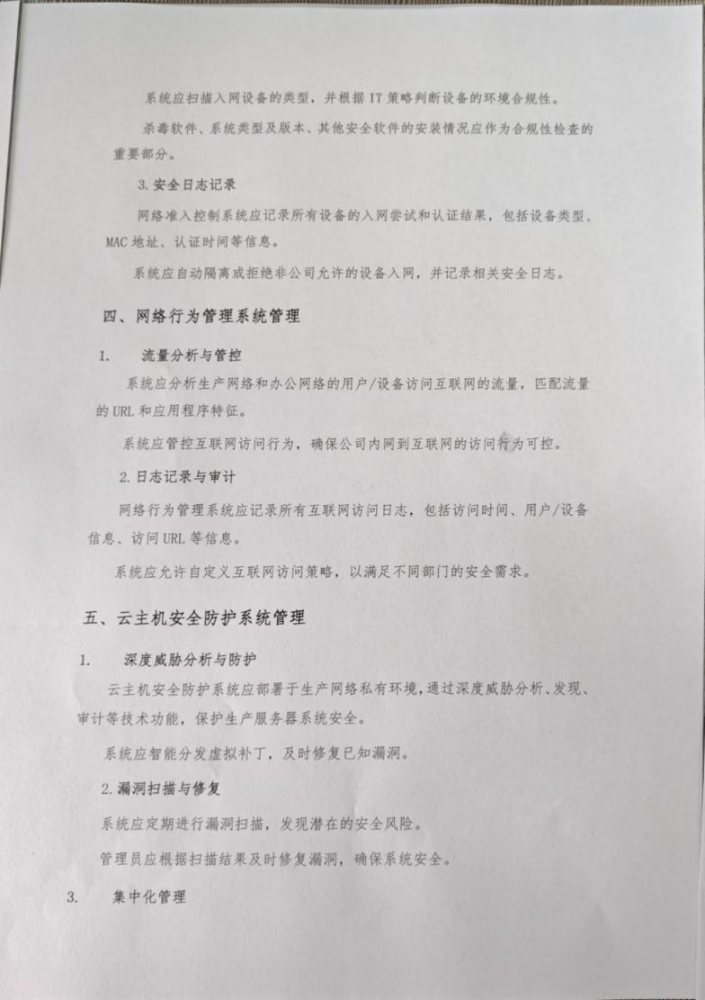 系统应扫描入网设备的类型，并根据 IT 策略判断设备的环境合规性。
杀毒软件、系统类型及版本、其他安全软件的安装情况应作为合规性检查的
重要部分。
3. 安全日志记录
网络准入控制系统应记录所有设备的入网尝试和认证结果，包括设备类型、
MAC 地址、认证时间等信息。
系统应自动隔离或拒绝非公司允许的设备入网，并记录相关安全日志。
四、网络行为管理系统管理
1. 流量分析与管控
系统应分析生产网络和办公网络的用户/设备访问互联网的流量，匹配流量
的 URL 和应用程序特征。
系统应管控互联网访问行为，确保公司内网到互联网的访问行为可控。
2. 日志记录与审计
网络行为管理系统应记录所有互联网访问日志，包括访问时间、用户/设备
信息、访问 URL 等信息。
系统应允许自定义互联网访问策略，以满足不同部门的安全需求。
五、云主机安全防护系统管理
1. 深度威胁分析与防护
云主机安全防护系统应部署于生产网络私有环境，通过深度威胁分析、发现、
审计等技术功能，保护生产服务器系统安全。
系统应智能分发虚拟补丁，及时修复已知漏洞。
2. 漏洞扫描与修复
系统应定期进行漏洞扫描，发现潜在的安全风险。
管理员应根据扫描结果及时修复漏洞，确保系统安全。
3. 集中化管理